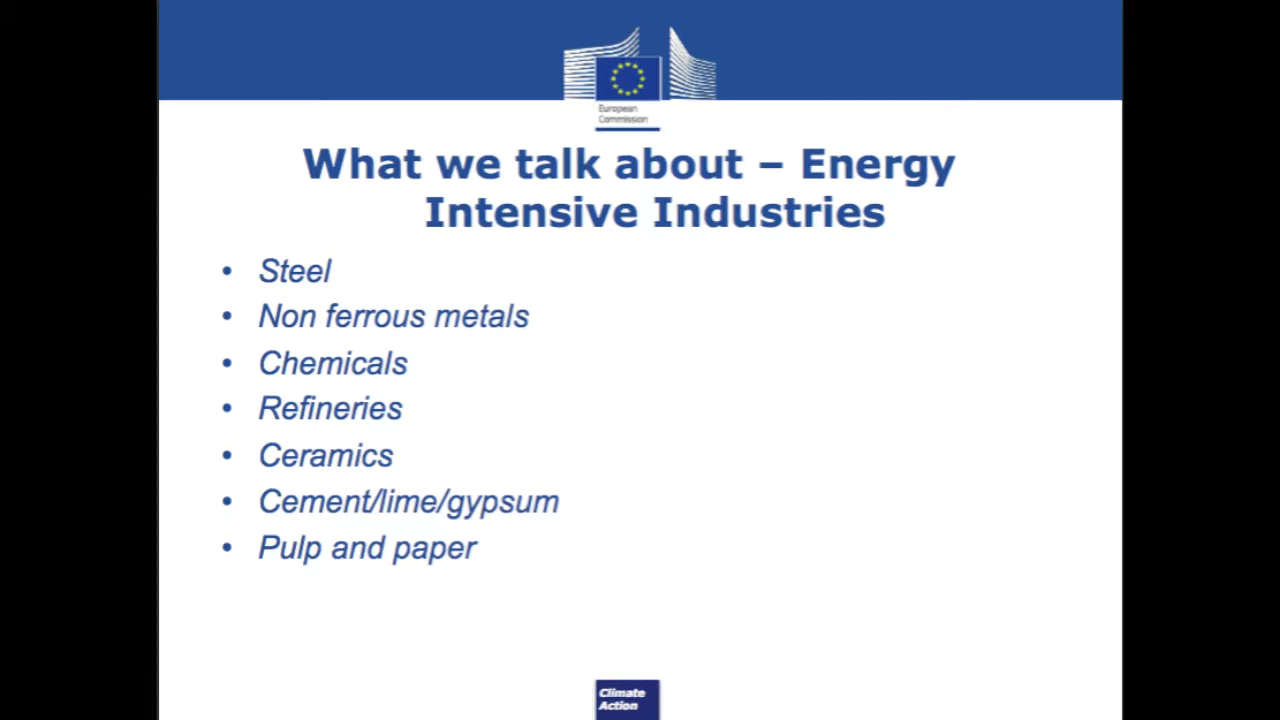 European
Commission
What we talk about – Energy
Intensive Industries
• Steel
• Non ferrous metals
• Chemicals
• Refineries
• Ceramics
• Cement/lime/gypsum
• Pulp and paper
Climate
Action